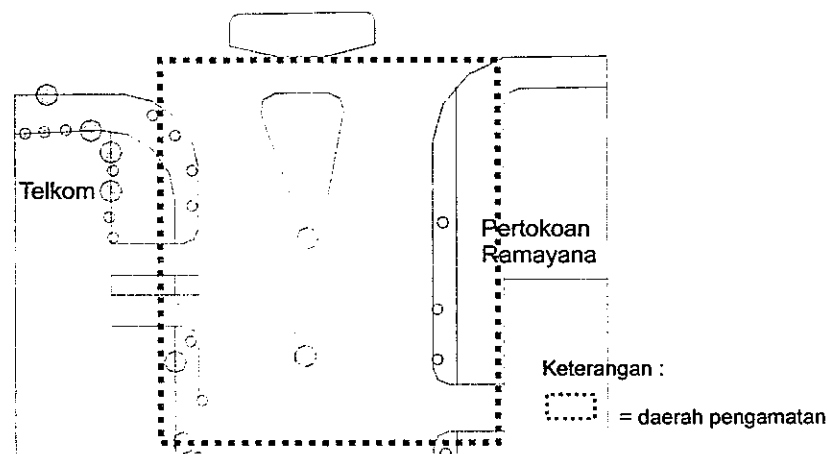 Telkom
Pertokoan
Ramayana
Keterangan :
= daerah pengamatan